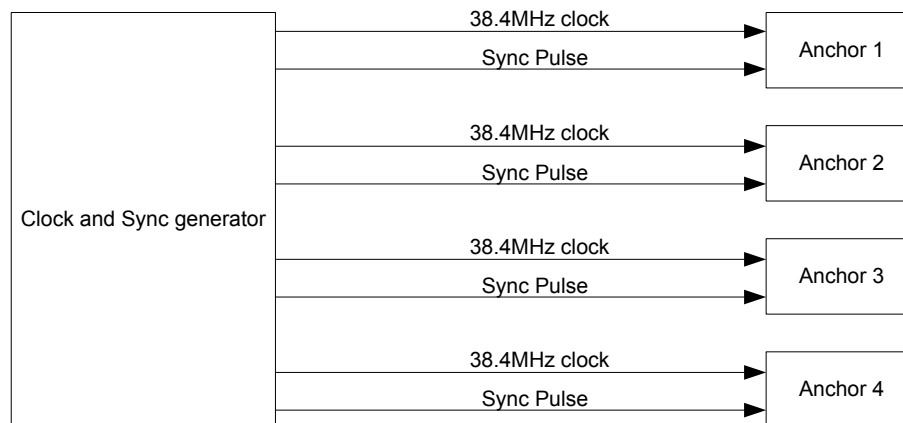 38.4MHz clock
Sync Pulse
Anchor 1
38.4MHz clock
Sync Pulse
Anchor 2
Clock and Sync generator
38.4MHz clock
Sync Pulse
Anchor 3
38.4MHz clock
Sync Pulse
Anchor 4